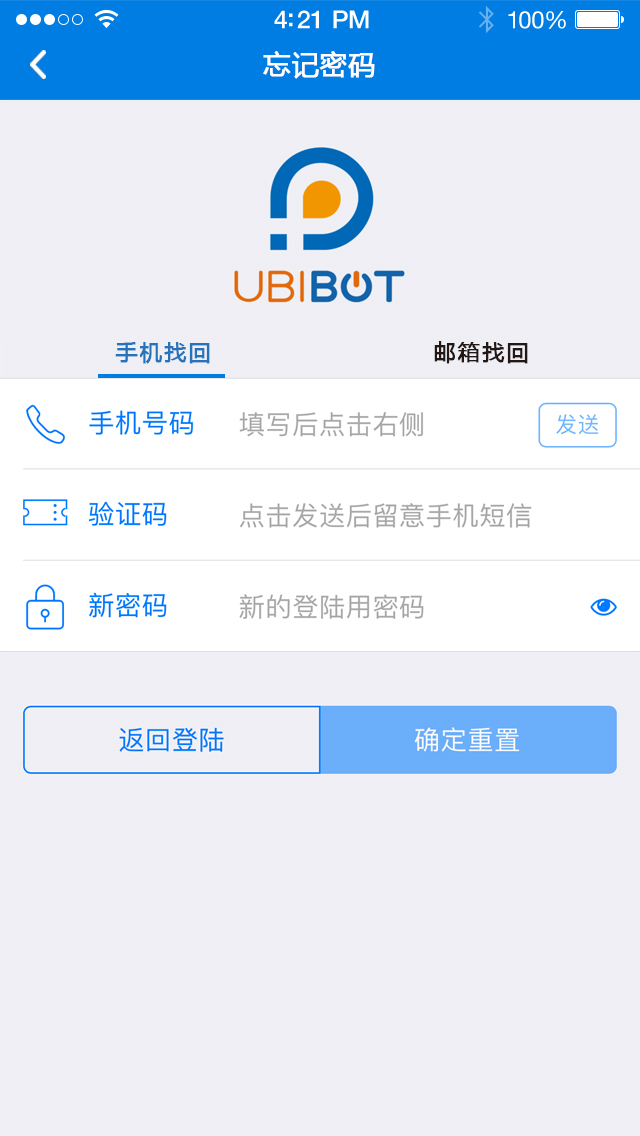 4:21 PM 100%
忘记密码
UBIBOT
手机找回 邮箱找回
手机号码 填写后点击右侧 发送
验证码 点击发送后留意手机短信
新密码 新的登陆用密码
返回登陆 确定重置